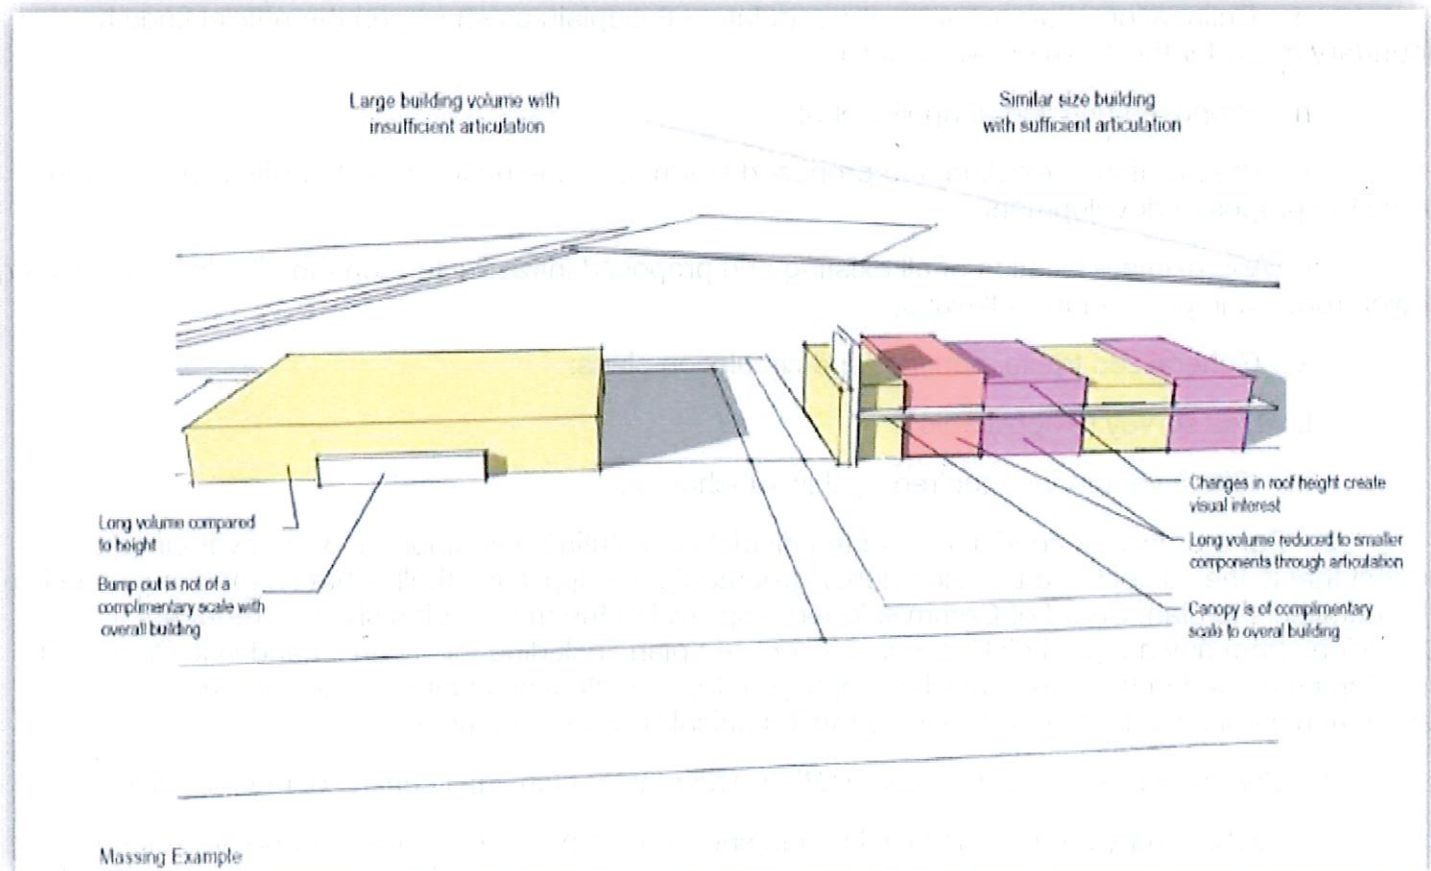 Large building volume with
insufficient articulation
Similar size building
with sufficient articulation
Long volume compared
to height
Bump out is not of a
complimentary scale with
overall building
Changes in roof height create
visual interest
Long volume reduced to smaller
components through articulation
Canopy is of complimentary
scale to overal building
Massing Example